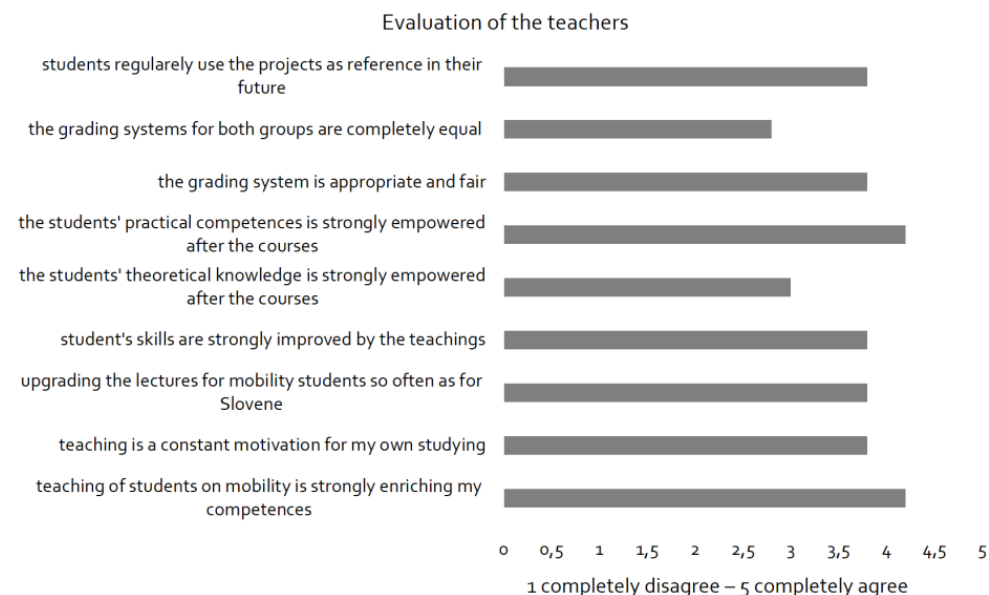 Evaluation of the teachers
students regularely use the projects as reference in their
future
the grading systems for both groups are completely equal
the grading system is appropriate and fair
the students' practical competences is strongly empowered
after the courses
the students' theoretical knowledge is strongly empowered
after the courses
student's skills are strongly improved by the teachings
upgrading the lectures for mobility students so often as for
Slovene
teaching is a constant motivation for my own studying
teaching of students on mobility is strongly enriching my
competences
0 0,5 1 1,5 2 2,5 3 3,5 4 4,5 5
1 completely disagree – 5 completely agree